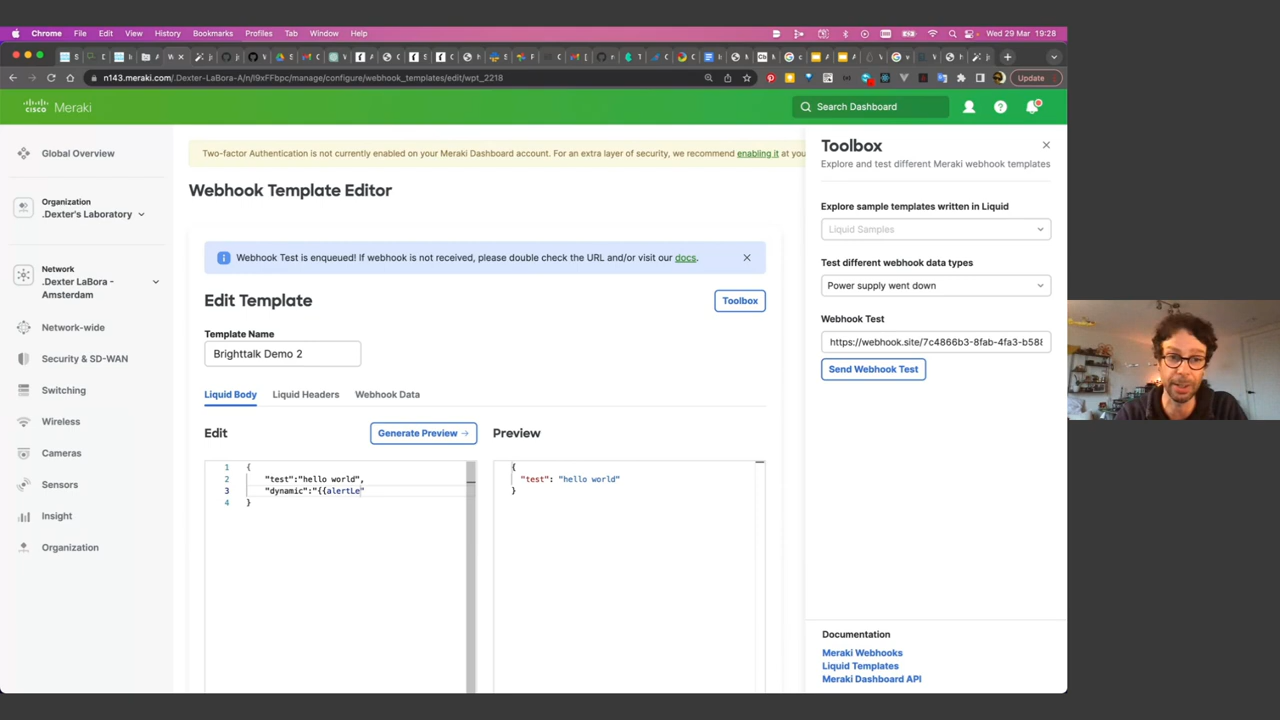 Chrome File Edit View History Bookmarks Profiles Tab Window Help Wed 29 Mar 19:28
n143.meraki.com/.Dexter-LaBora-A/n/l9xFFbpc/manage/configure/webhook_templates/edit/wpt_2218
Update
CISCO Meraki
Search Dashboard
Two-factor Authentication is not currently enabled on your Meraki Dashboard account. For an extra layer of security, we recommend enabling it at you
Global Overview
Organization
.Dexter's Laboratory
Network
.Dexter LaBora -
Amsterdam
Network-wide
Security & SD-WAN
Switching
Wireless
Cameras
Sensors
Insight
Organization
Webhook Template Editor
Webhook Test is enqueued! If webhook is not received, please double check the URL and/or visit our docs.
Edit Template
Toolbox
Template Name
Brighttalk Demo 2
Liquid Body Liquid Headers Webhook Data
Edit
Generate Preview →
1 {
2 "test":"hello world",
3 "dynamic":"{{alertLe"
4 }
Preview
{
"test": "hello world"
}
Toolbox
Explore and test different Meraki webhook templates
Explore sample templates written in Liquid
Liquid Samples
Test different webhook data types
Power supply went down
Webhook Test
https://webhook.site/7c4866b3-8fab-4fa3-b588
Send Webhook Test
Documentation
Meraki Webhooks
Liquid Templates
Meraki Dashboard API